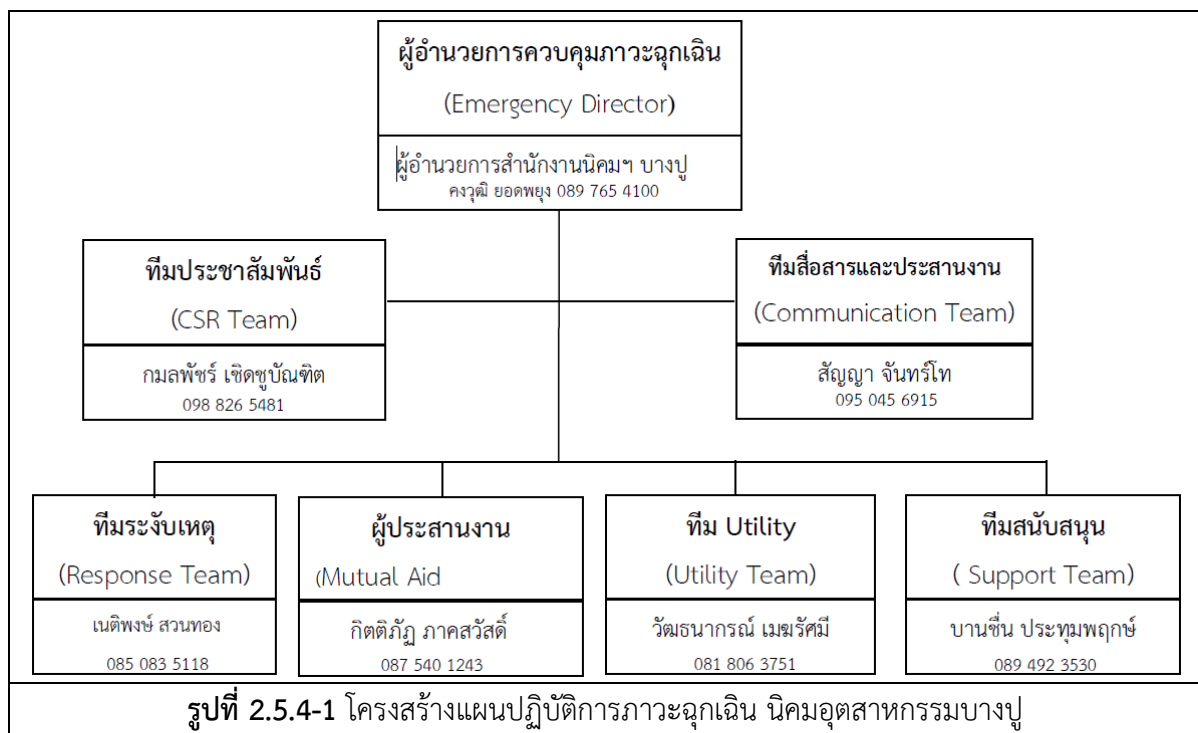 ผู้อำนวยการควบคุมภาวะฉุกเฉิน
(Emergency Director)
ผู้อำนวยการสำนักงานนิคมฯ บางปู
คงวุฒิ ยอดพยุง 089 765 4100
ทีมประชาสัมพันธ์
(CSR Team)
กมลพัชร์ เชิดชูบัณฑิต
098 826 5481
ทีมสื่อสารและประสานงาน
(Communication Team)
สัญญา จันทร์โท
095 045 6915
ทีมระงับเหตุ
(Response Team)
เนติพงษ์ สวนทอง
085 083 5118
ผู้ประสานงาน
(Mutual Aid
กิตติภัฏ ภาคสวัสดิ์
087 540 1243
ทีม Utility
(Utility Team)
วัฒธนากรณ์ เมฆรัศมี
081 806 3751
ทีมสนับสนุน
( Support Team)
บานชื่น ประทุมพฤกษ์
089 492 3530
รูปที่ 2.5.4-1 โครงสร้างแผนปฏิบัติการภาวะฉุกเฉิน นิคมอุตสาหกรรมบางปู